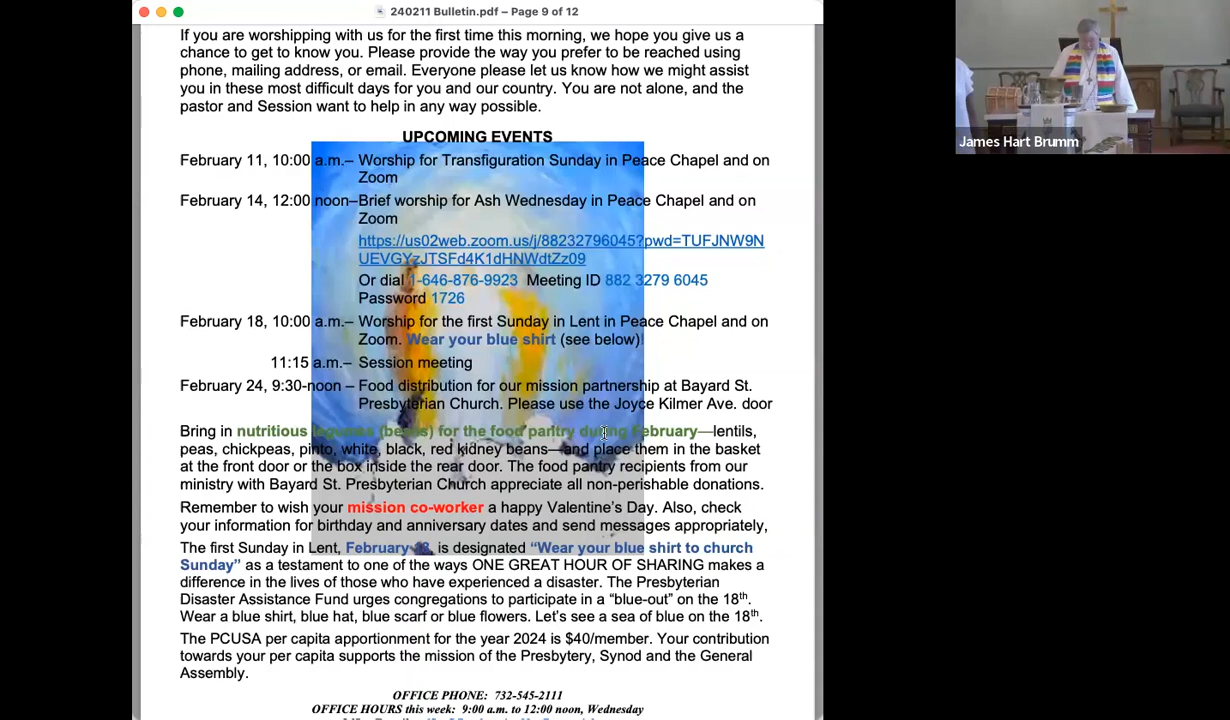 240211 Bulletin.pdf – Page 9 of 12
If you are worshipping with us for the first time this morning, we hope you give us a
chance to get to know you. Please provide the way you prefer to be reached using
phone, mailing address, or email. Everyone please let us know how we might assist
you in these most difficult days for you and our country. You are not alone, and the
pastor and Session want to help in any way possible.
UPCOMING EVENTS
February 11, 10:00 a.m.– Worship for Transfiguration Sunday in Peace Chapel and on
Zoom
February 14, 12:00 noon–Brief worship for Ash Wednesday in Peace Chapel and on
Zoom
https://us02web.zoom.us/j/88232796045?pwd=TUFJNW9N
UEVGYzJTSFd4K1dHNWdtZz09
Or dial 1-646-876-9923 Meeting ID 882 3279 6045
Password 1726
February 18, 10:00 a.m.– Worship for the first Sunday in Lent in Peace Chapel and on
Zoom. Wear your blue shirt (see below)!
11:15 a.m.– Session meeting
February 24, 9:30-noon – Food distribution for our mission partnership at Bayard St.
Presbyterian Church. Please use the Joyce Kilmer Ave. door
Bring in nutritious legumes (beans) for the food pantry during February—lentils,
peas, chickpeas, pinto, white, black, red kidney beans—and place them in the basket
at the front door or the box inside the rear door. The food pantry recipients from our
ministry with Bayard St. Presbyterian Church appreciate all non-perishable donations.
Remember to wish your mission co-worker a happy Valentine's Day. Also, check
your information for birthday and anniversary dates and send messages appropriately,
The first Sunday in Lent, February 18, is designated "Wear your blue shirt to church
Sunday" as a testament to one of the ways ONE GREAT HOUR OF SHARING makes a
difference in the lives of those who have experienced a disaster. The Presbyterian
Disaster Assistance Fund urges congregations to participate in a "blue-out" on the 18th.
Wear a blue shirt, blue hat, blue scarf or blue flowers. Let's see a sea of blue on the 18th.
The PCUSA per capita apportionment for the year 2024 is $40/member. Your contribution
towards your per capita supports the mission of the Presbytery, Synod and the General
Assembly.
OFFICE PHONE: 732-545-2111
OFFICE HOURS this week: 9:00 a.m. to 12:00 noon, Wednesday
James Hart Brumm